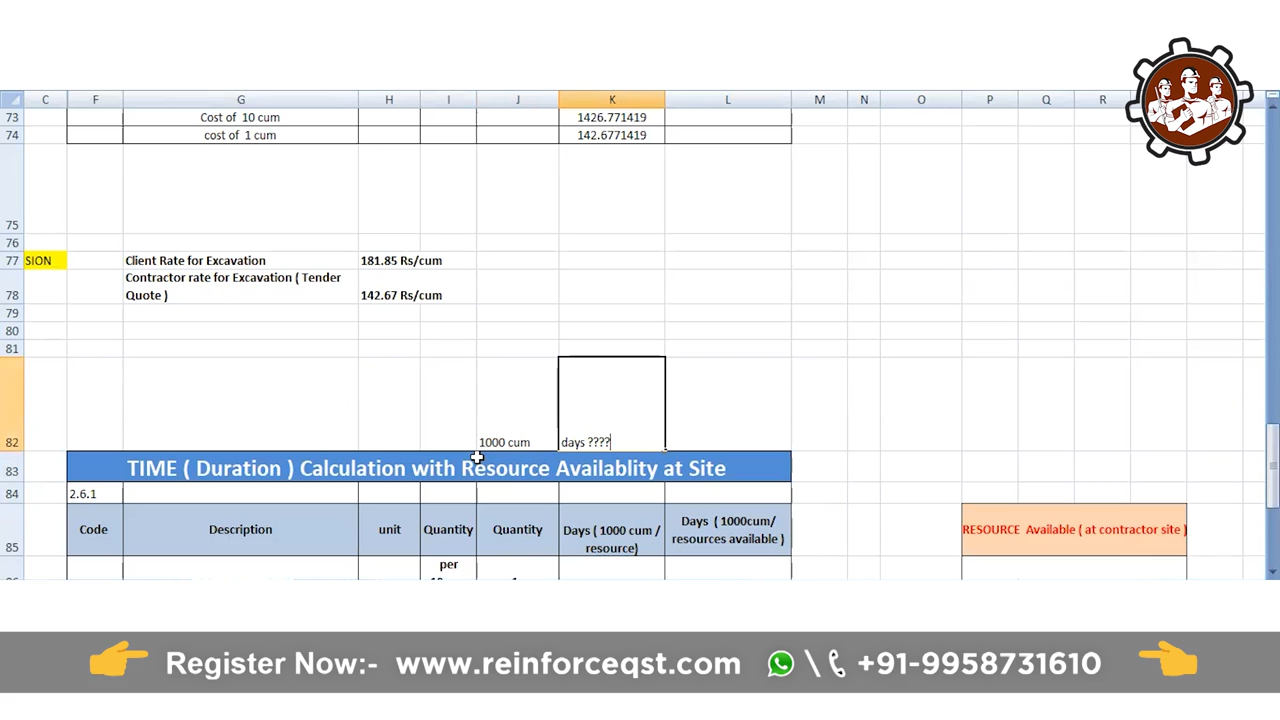 C F G H I J K L M N O P Q R
73 Cost of 10 cum 1426.771419
74 cost of 1 cum 142.6771419
75
76
77 SION Client Rate for Excavation 181.85 Rs/cum
Contractor rate for Excavation ( Tender
78 Quote ) 142.67 Rs/cum
79
80
81
82 1000 cum days ????
83 TIME ( Duration ) Calculation with Resource Availablity at Site
84 2.6.1
85 Code Description unit Quantity Quantity Days ( 1000 cum / resource) Days ( 1000cum/ resources available ) RESOURCE Available ( at contractor site )
per
Register Now:- www.reinforceqst.com \ +91-9958731610